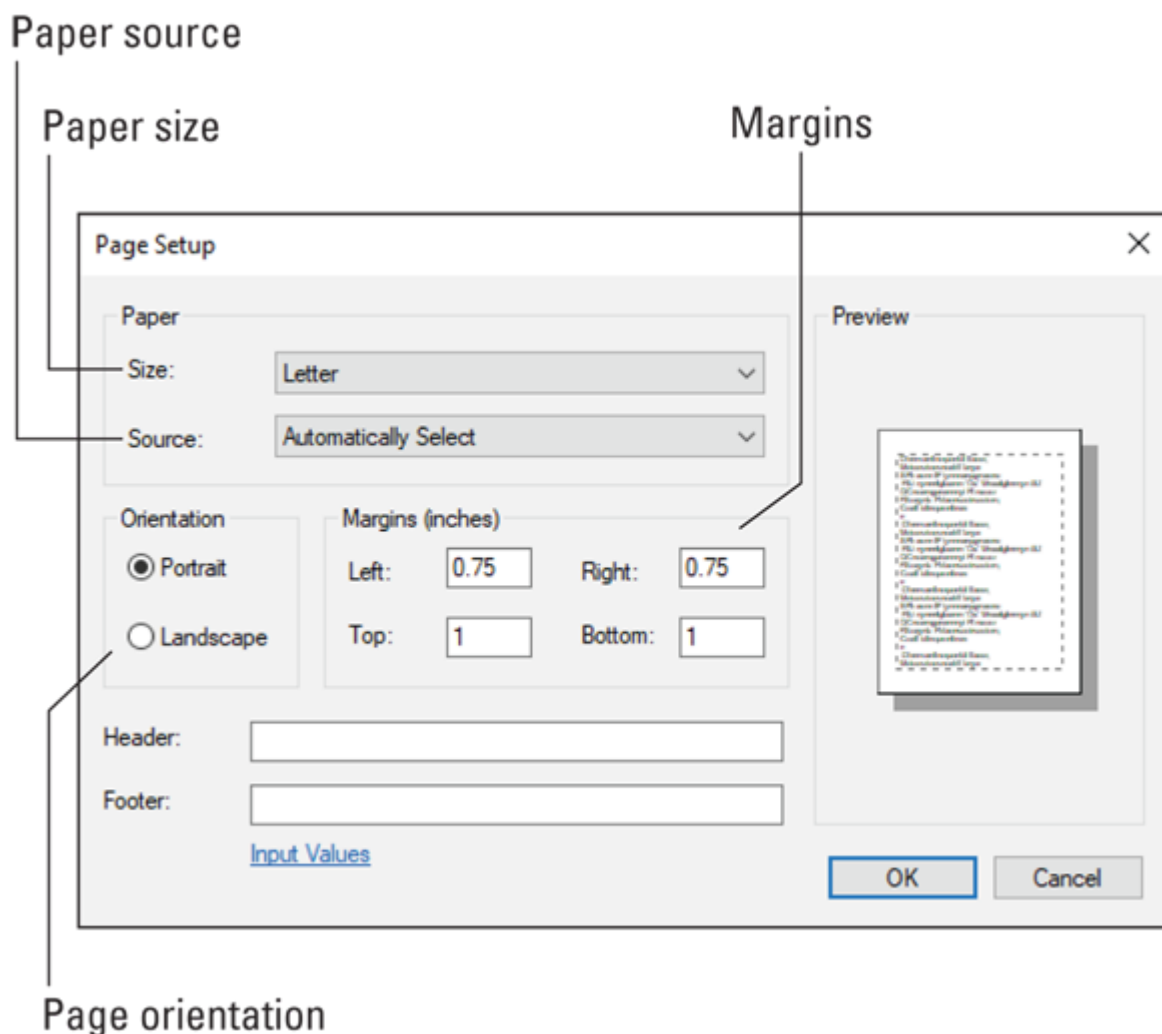 Paper source
Paper size
Margins
Page Setup
Paper
Size:
Letter
Source:
Automatically Select
Preview
Orientation
Portrait
Landscape
Margins (inches)
Left: 0.75 Right: 0.75
Top: 1 Bottom: 1
Header:
Footer:
Input Values
OK Cancel
Page orientation